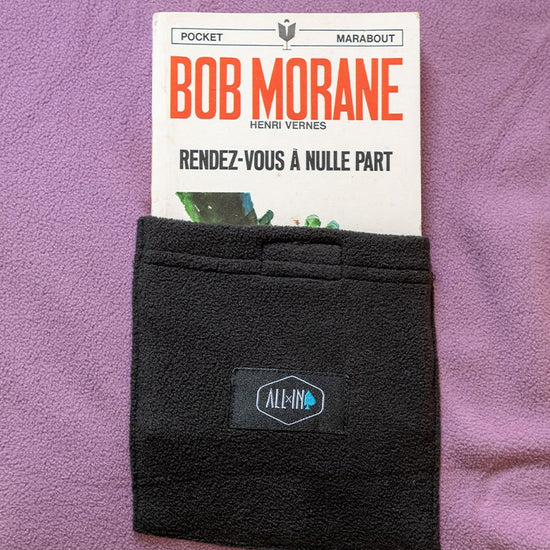 POCKET MARABOUT
BOB MORANE
HENRI VERNES
RENDEZ-VOUS À NULLE PART
ALL×IN